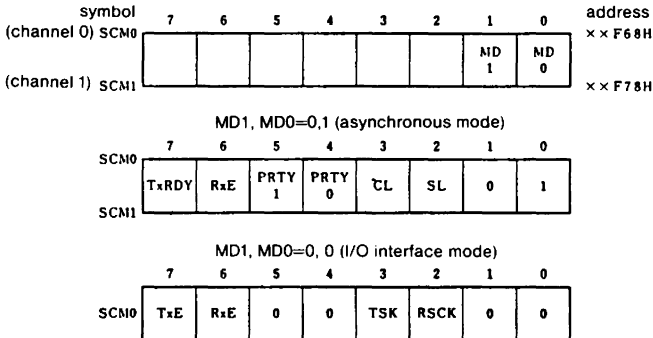 symbol 7 6 5 4 3 2 1 0 address
(channel 0) SCM0 ××F68H
MD MD
1 0
(channel 1) SCM1 ××F78H
MD1, MD0=0,1 (asynchronous mode)
7 6 5 4 3 2 1 0
SCM0
TxRDY RxE PRTY 1 PRTY 0 CL SL 0 1
SCM1
MD1, MD0=0, 0 (I/O interface mode)
7 6 5 4 3 2 1 0
SCM0 TxE RxE 0 0 TSK RSCK 0 0